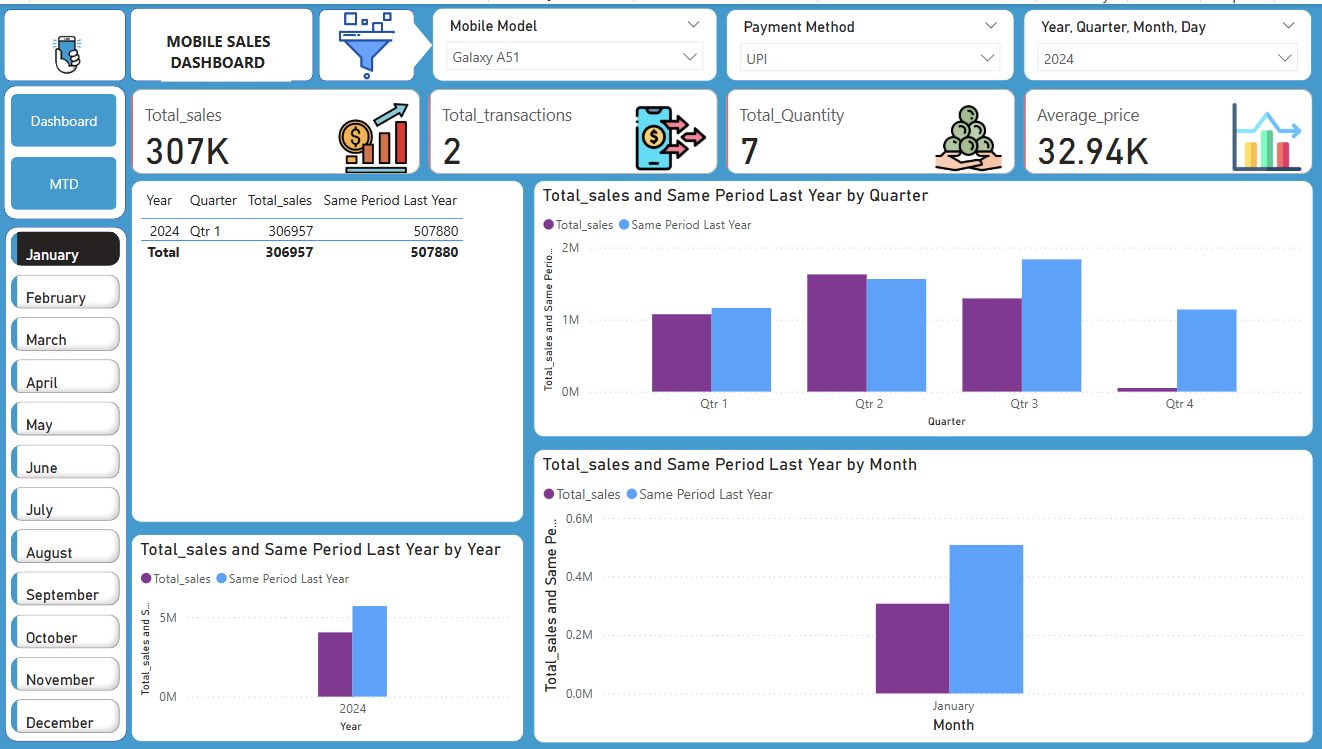 MOBILE SALES
DASHBOARD
Mobile Model
Galaxy A51
Payment Method
UPI
Year, Quarter, Month, Day
2024
Dashboard
MTD
Total_sales
307K
Total_transactions
2
Total_Quantity
7
Average_price
32.94K
January
February
March
April
May
June
July
August
September
October
November
December
Year Quarter Total_sales Same Period Last Year
2024 Qtr 1 306957 507880
Total 306957 507880
Total_sales and Same Period Last Year by Quarter
Total_sales Same Period Last Year
Total_sales and Same Perio...
2M
1M
0M
Qtr 1 Qtr 2 Qtr 3 Qtr 4
Quarter
Total_sales and Same Period Last Year by Year
Total_sales Same Period Last Year
Total_sales and S...
5M
0M
2024
Year
Total_sales and Same Period Last Year by Month
Total_sales Same Period Last Year
Total_sales and Same Pe...
0.6M
0.4M
0.2M
0.0M
January
Month